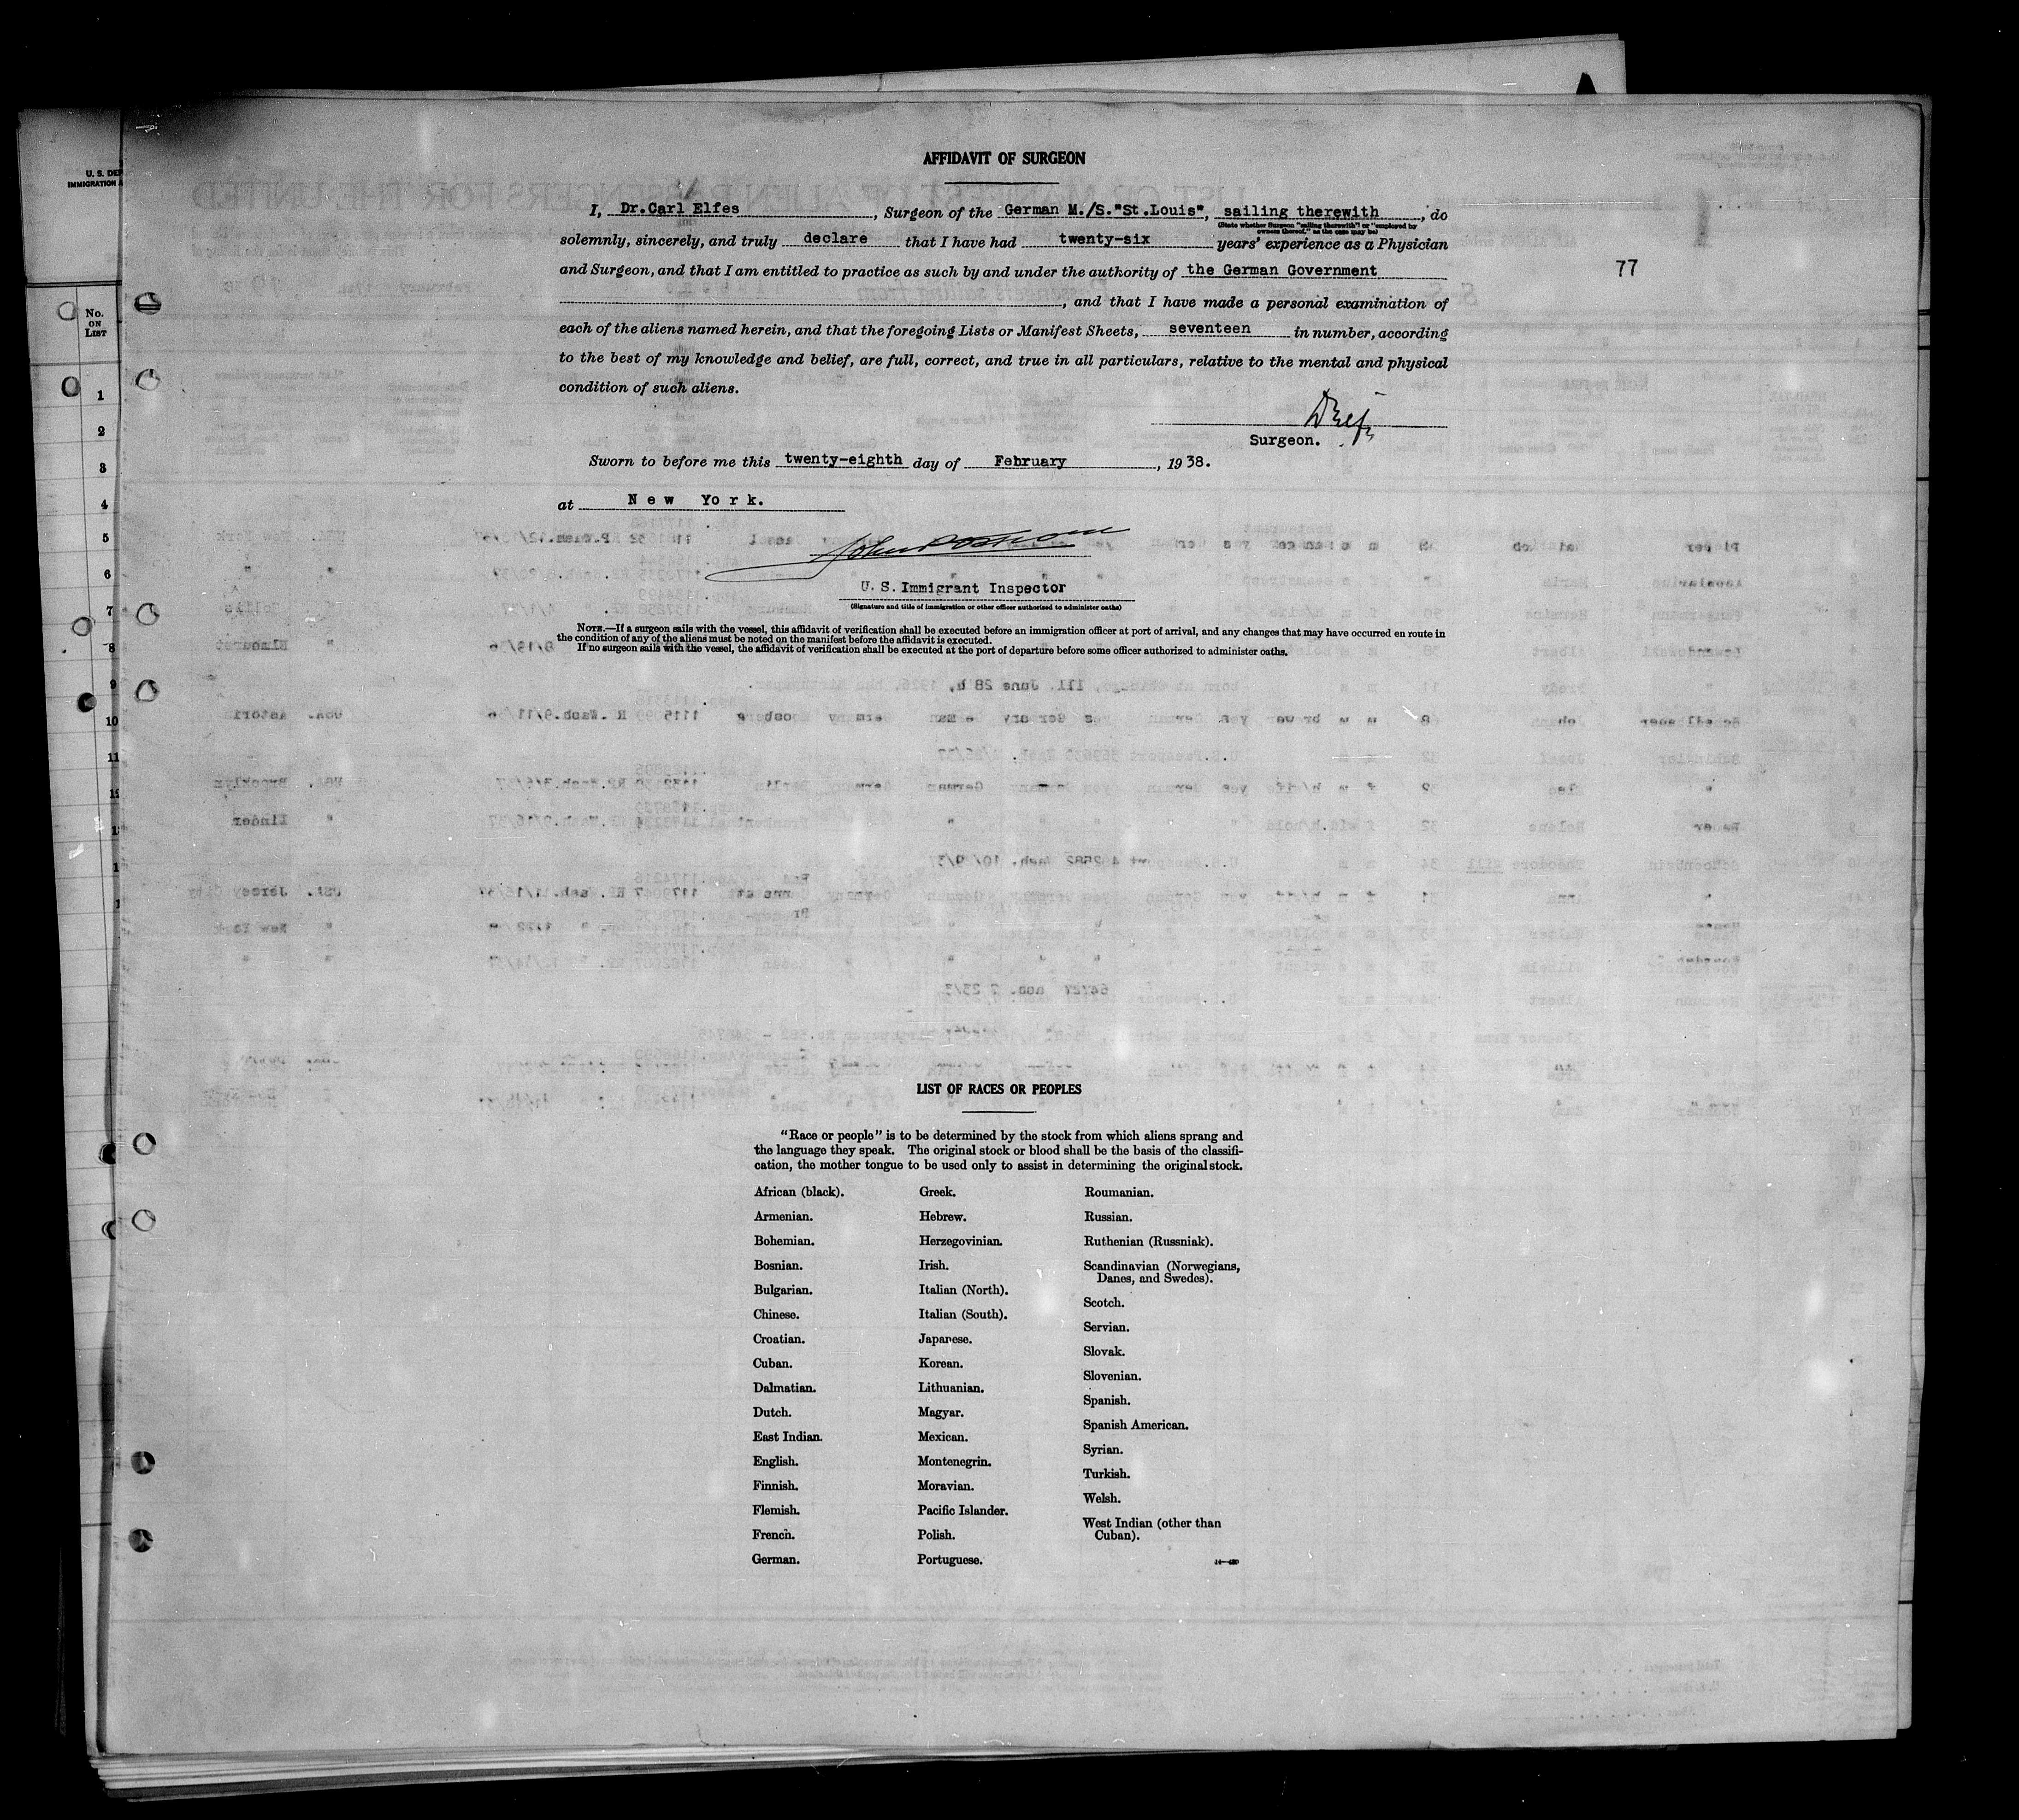 U. S. DE
IMMIGRATION A
No.
ON
LIST
1
2
3
4
5
6
7
8
9
10
11
AFFIDAVIT OF SURGEON
I, Dr.Carl Elfes, Surgeon of the German M./S."St.Louis", sailing therewith, do
(State whether Surgeon "sailing therewith" or "employed by
owners thereof," as the case may be)
solemnly, sincerely, and truly declare that I have had twenty-six years' experience as a Physician
and Surgeon, and that I am entitled to practice as such by and under the authority of the German Government
77
, and that I have made a personal examination of
each of the aliens named herein, and that the foregoing Lists or Manifest Sheets, seventeen in number, according
to the best of my knowledge and belief, are full, correct, and true in all particulars, relative to the mental and physical
condition of such aliens.
Surgeon.
Sworn to before me this twenty-eighth day of February, 1938.
at New York.
U. S. Immigrant Inspector
(Signature and title of immigration or other officer authorized to administer oaths)
NOTE.—If a surgeon sails with the vessel, this affidavit of verification shall be executed before an immigration officer at port of arrival, and any changes that may have occurred en route in
the condition of any of the aliens must be noted on the manifest before the affidavit is executed.
If no surgeon sails with the vessel, the affidavit of verification shall be executed at the port of departure before some officer authorized to administer oaths.
LIST OF RACES OR PEOPLES
"Race or people" is to be determined by the stock from which aliens sprang and
the language they speak. The original stock or blood shall be the basis of the classifi-
cation, the mother tongue to be used only to assist in determining the original stock.
African (black).
Armenian.
Bohemian.
Bosnian.
Bulgarian.
Chinese.
Croatian.
Cuban.
Dalmatian.
Dutch.
East Indian.
English.
Finnish.
Flemish.
French.
German.
Greek.
Hebrew.
Herzegovinian.
Irish.
Italian (North).
Italian (South).
Japanese.
Korean.
Lithuanian.
Magyar.
Mexican.
Montenegrin.
Moravian.
Pacific Islander.
Polish.
Portuguese.
Roumanian.
Russian.
Ruthenian (Russniak).
Scandinavian (Norwegians,
Danes, and Swedes).
Scotch.
Servian.
Slovak.
Slovenian.
Spanish.
Spanish American.
Syrian.
Turkish.
Welsh.
West Indian (other than
Cuban).